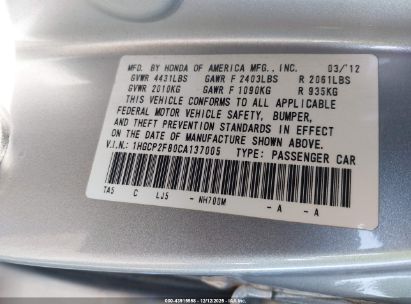 MFD. BY HONDA OF AMERICA MFG., INC. 03/'12
GVWR 4431LBS GAWR F 2403LBS R 2061LBS
GVWR 2010KG GAWR F 1090KG R 935KG
THIS VEHICLE CONFORMS TO ALL APPLICABLE
FEDERAL MOTOR VEHICLE SAFETY, BUMPER,
AND THEFT PREVENTION STANDARDS IN EFFECT
ON THE DATE OF MANUFACTURE SHOWN ABOVE.
V.I.N.: 1HGCP2F80CA137005 TYPE: PASSENGER CAR
TA5 C LJ5 - NH700M - A - A